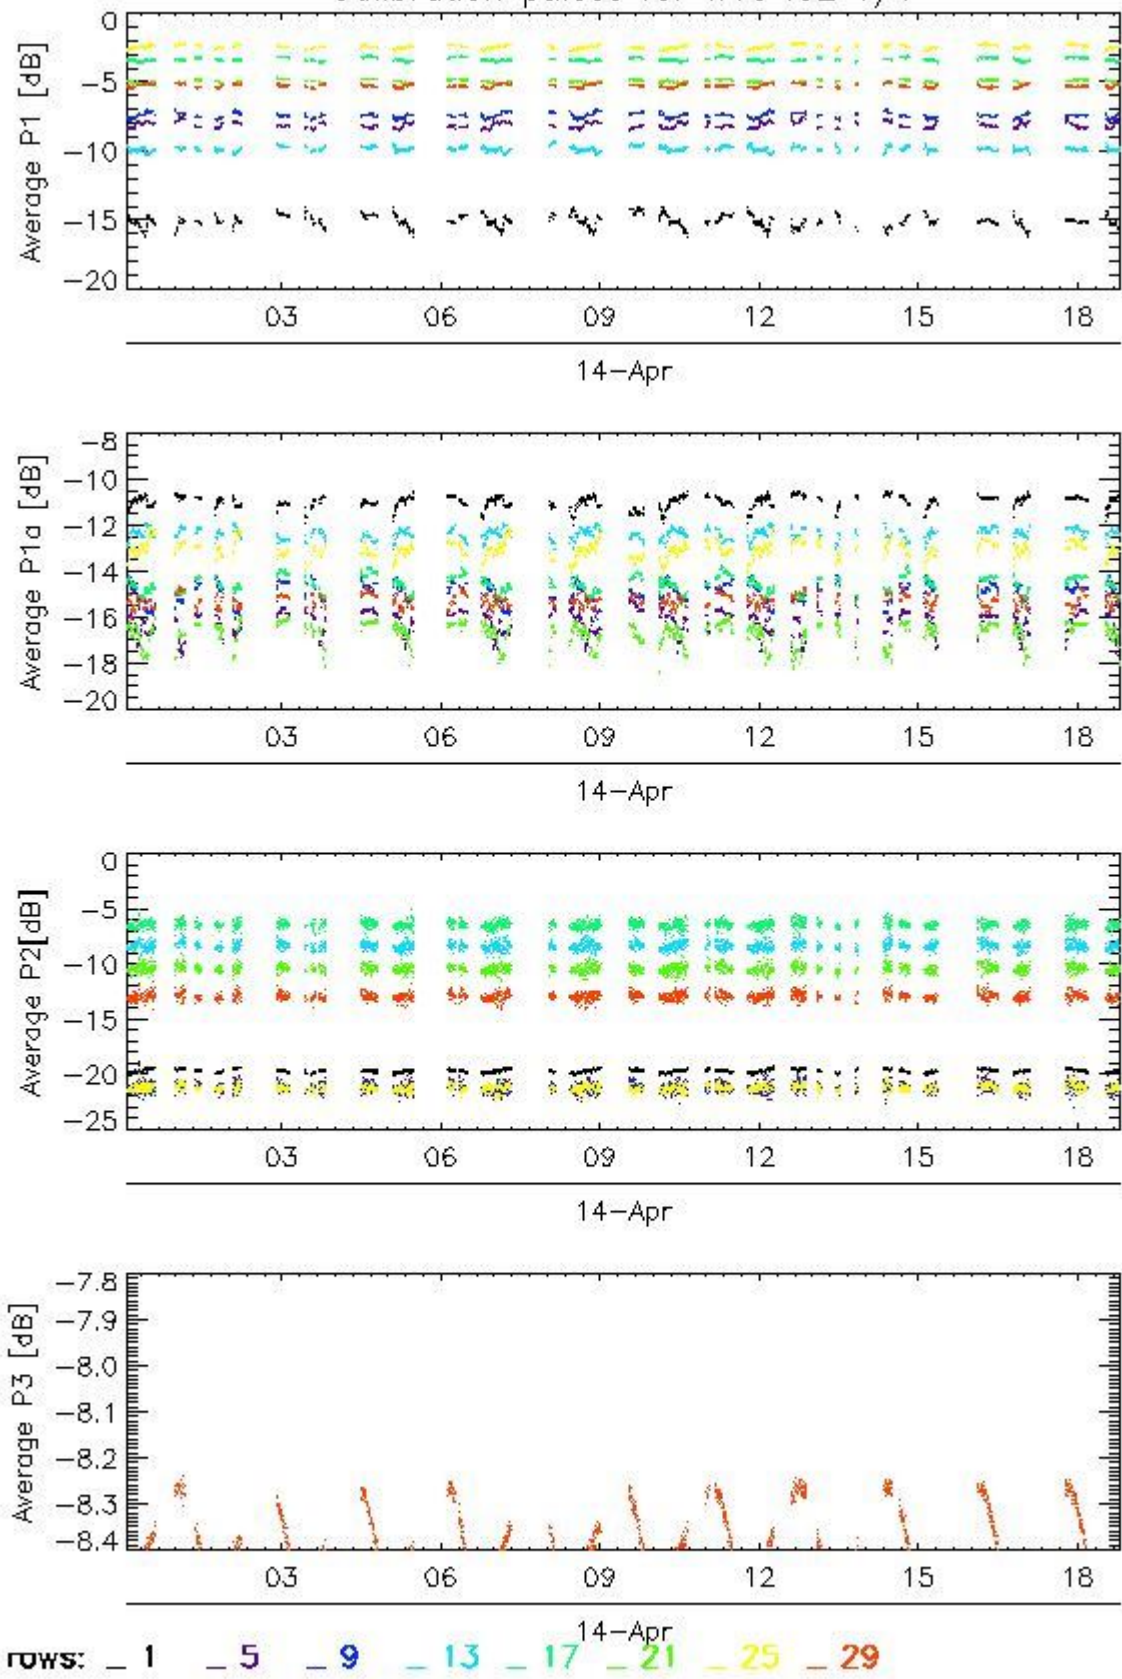 0
−5
−10
−15
−20
Average P1 [dB]
03 06 09 12 15 18
14−Apr
−8
−10
−12
−14
−16
−18
−20
Average P1a [dB]
03 06 09 12 15 18
14−Apr
0
−5
−10
−15
−20
−25
Average P2[dB]
03 06 09 12 15 18
14−Apr
−7.8
−7.9
−8.0
−8.1
−8.2
−8.3
−8.4
Average P3 [dB]
03 06 09 12 15 18
14−Apr
rows: _ 1 _ 5 _ 9 _ 13 _ 17 _ 21 _ 25 _ 29